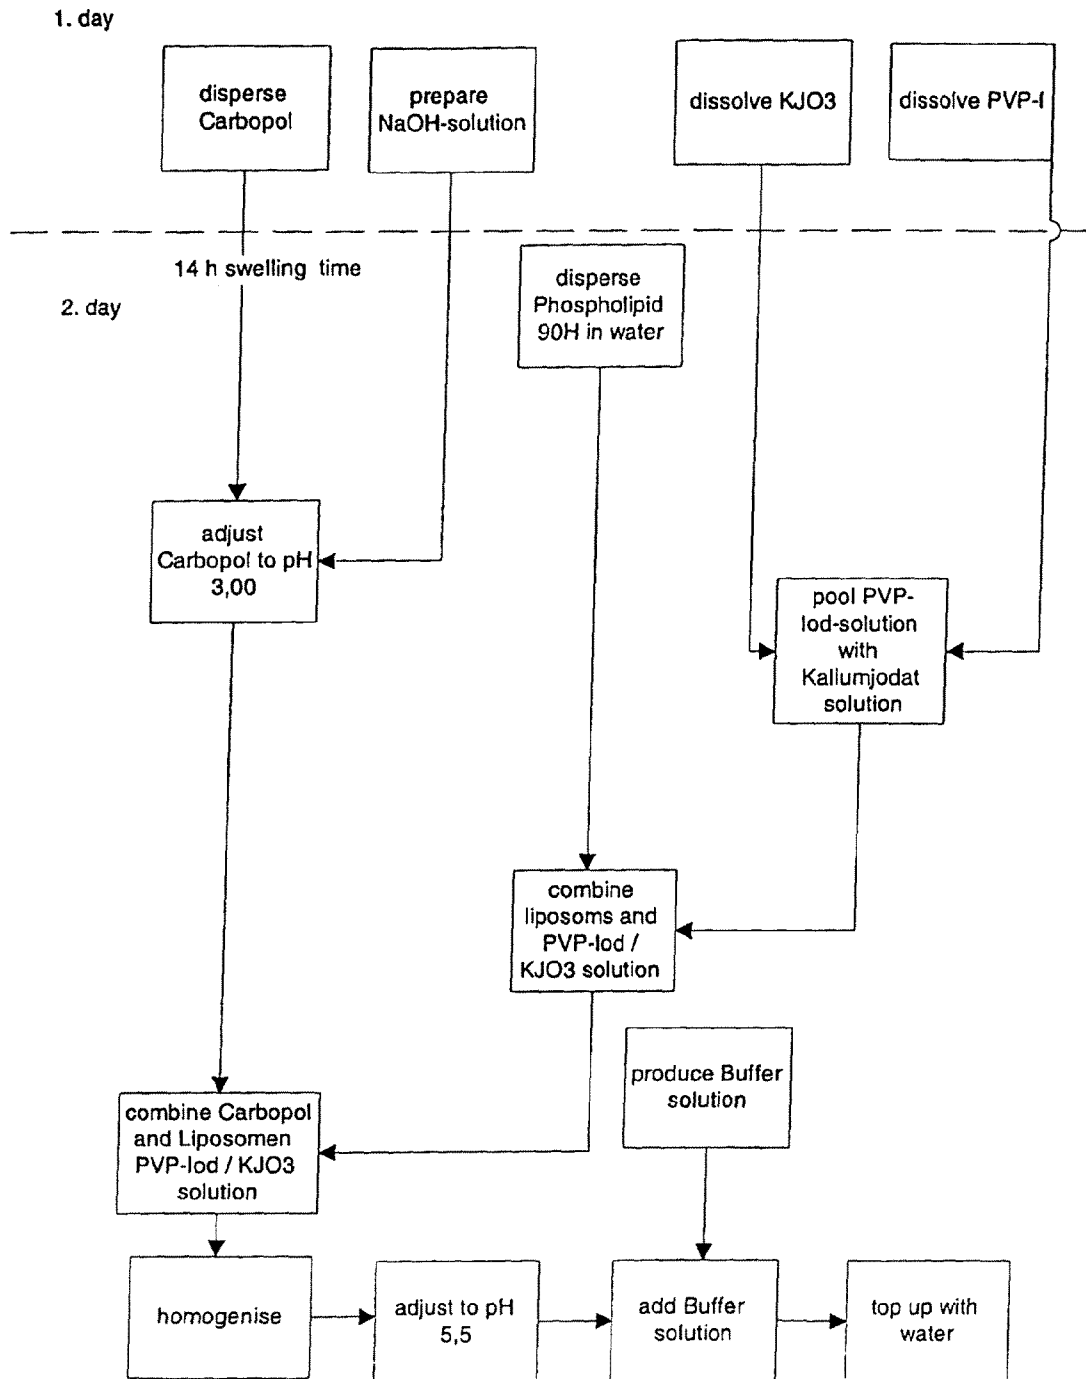 1. day
disperse
Carbopol
prepare
NaOH-solution
dissolve KJO3
dissolve PVP-I
14 h swelling time
2. day
disperse
Phospholipid
90H in water
adjust
Carbopol to pH
3,00
pool PVP-
Iod-solution
with
Kaliumjodat
solution
combine
liposoms and
PVP-Iod /
KJO3 solution
produce Buffer
solution
combine Carbopol
and Liposomen
PVP-Iod / KJO3
solution
homogenise
adjust to pH
5,5
add Buffer
solution
top up with
water